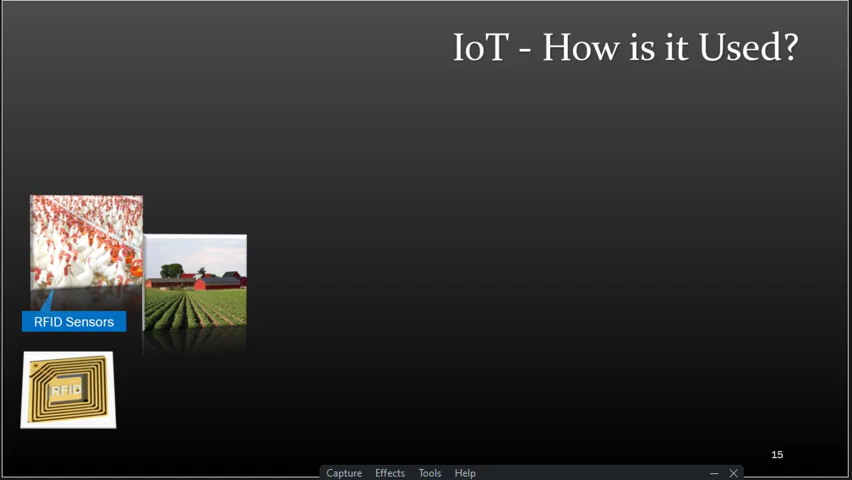 IoT - How is it Used?
RFID Sensors
RFID
15
Capture Effects Tools Help